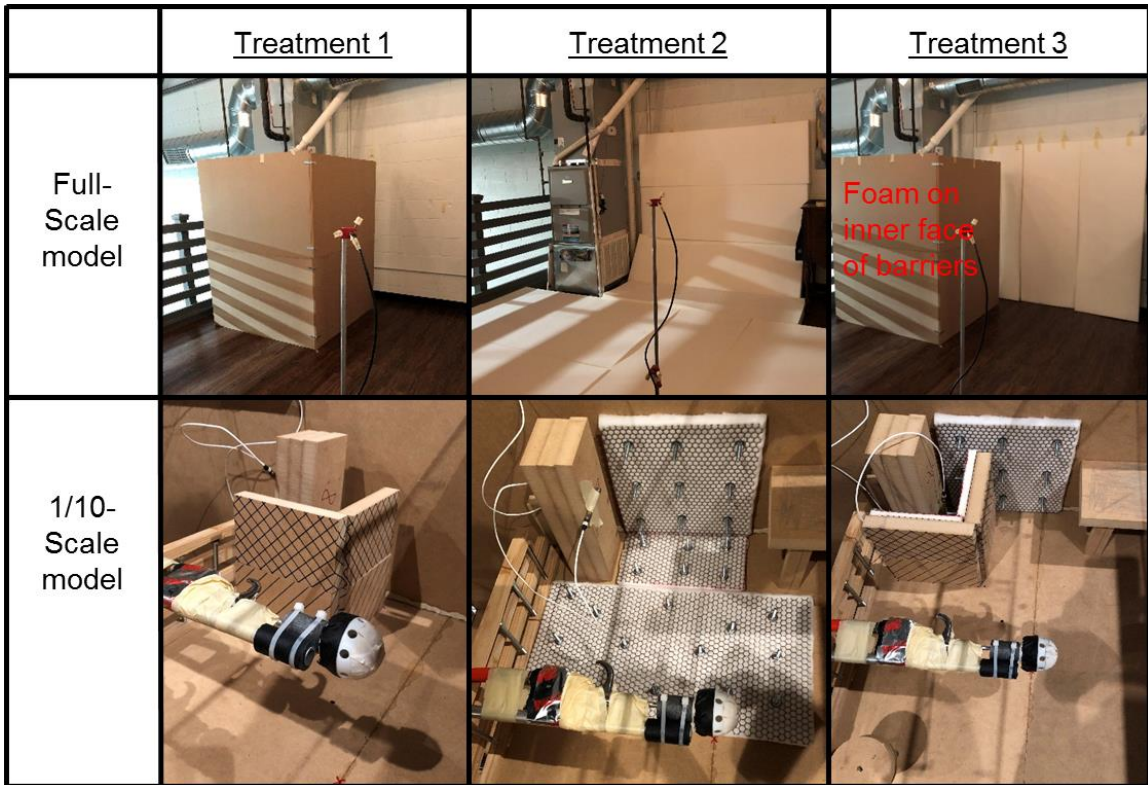 Treatment 1
Treatment 2
Treatment 3
Full-
Scale
model
Foam on
inner face
of barriers
1/10-
Scale
model